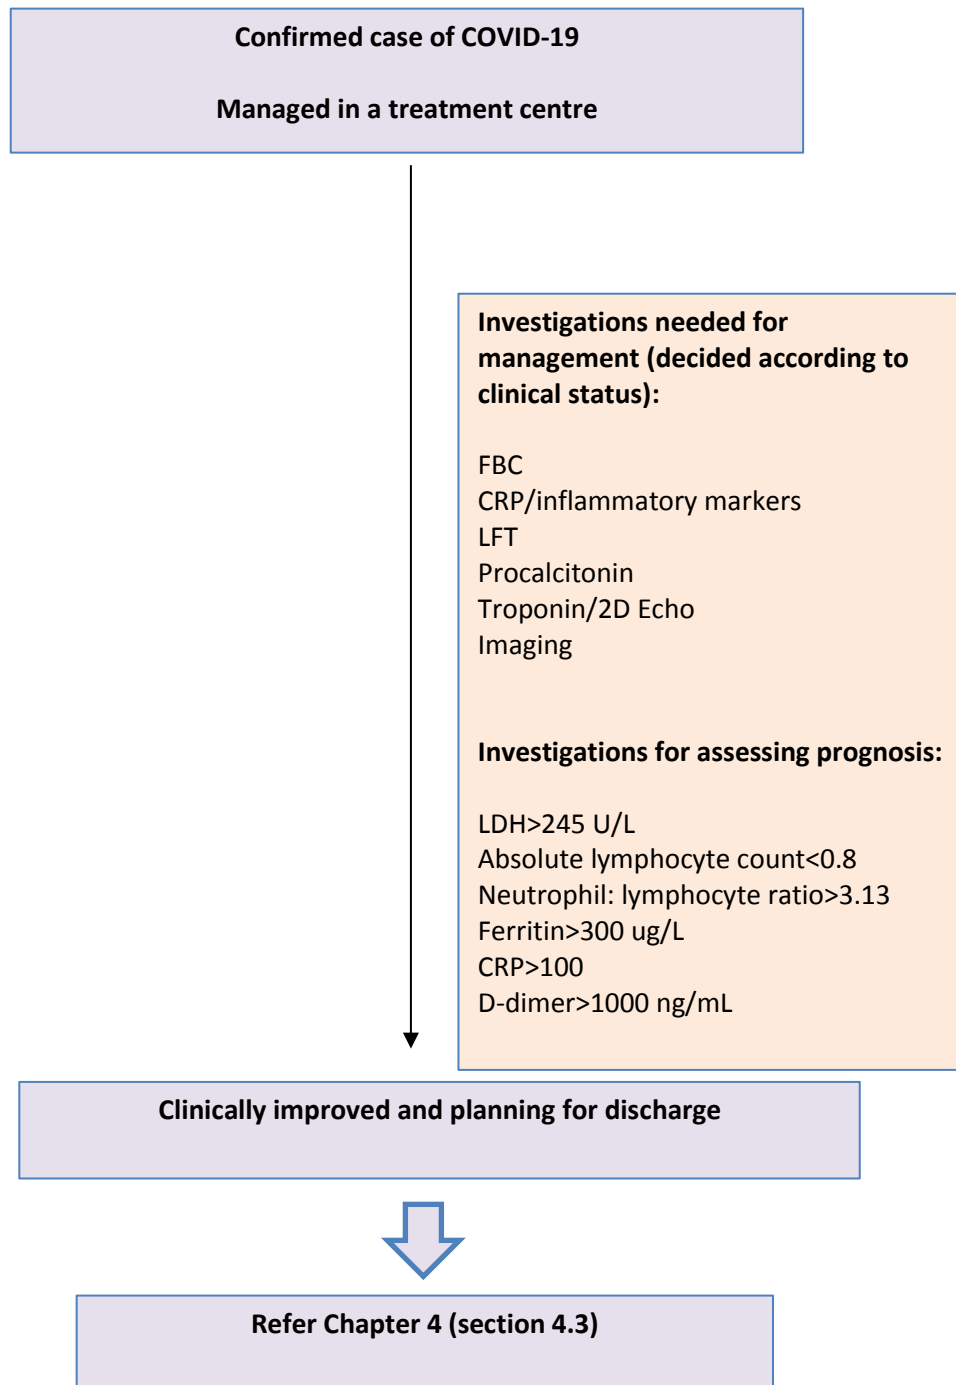 Confirmed case of COVID-19
Managed in a treatment centre
Investigations needed for
management (decided according to
clinical status):
FBC
CRP/inflammatory markers
LFT
Procalcitonin
Troponin/2D Echo
Imaging
Investigations for assessing prognosis:
LDH>245 U/L
Absolute lymphocyte count<0.8
Neutrophil: lymphocyte ratio>3.13
Ferritin>300 ug/L
CRP>100
D-dimer>1000 ng/mL
Clinically improved and planning for discharge
Refer Chapter 4 (section 4.3)